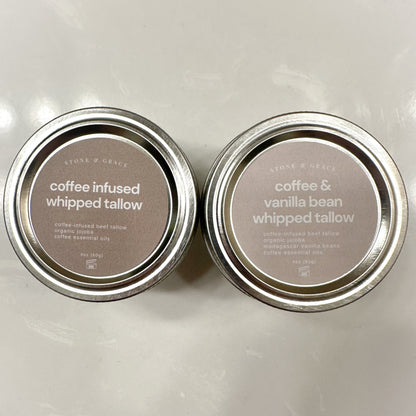 STONE & GRACE
coffee infused
whipped tallow
coffee-infused beef tallow
organic jojoba
coffee essential oils
STONE & GRACE
coffee &
vanilla bean
whipped tallow
coffee-infused beef tallow
organic jojoba
madagascar vanilla beans
coffee essential oils